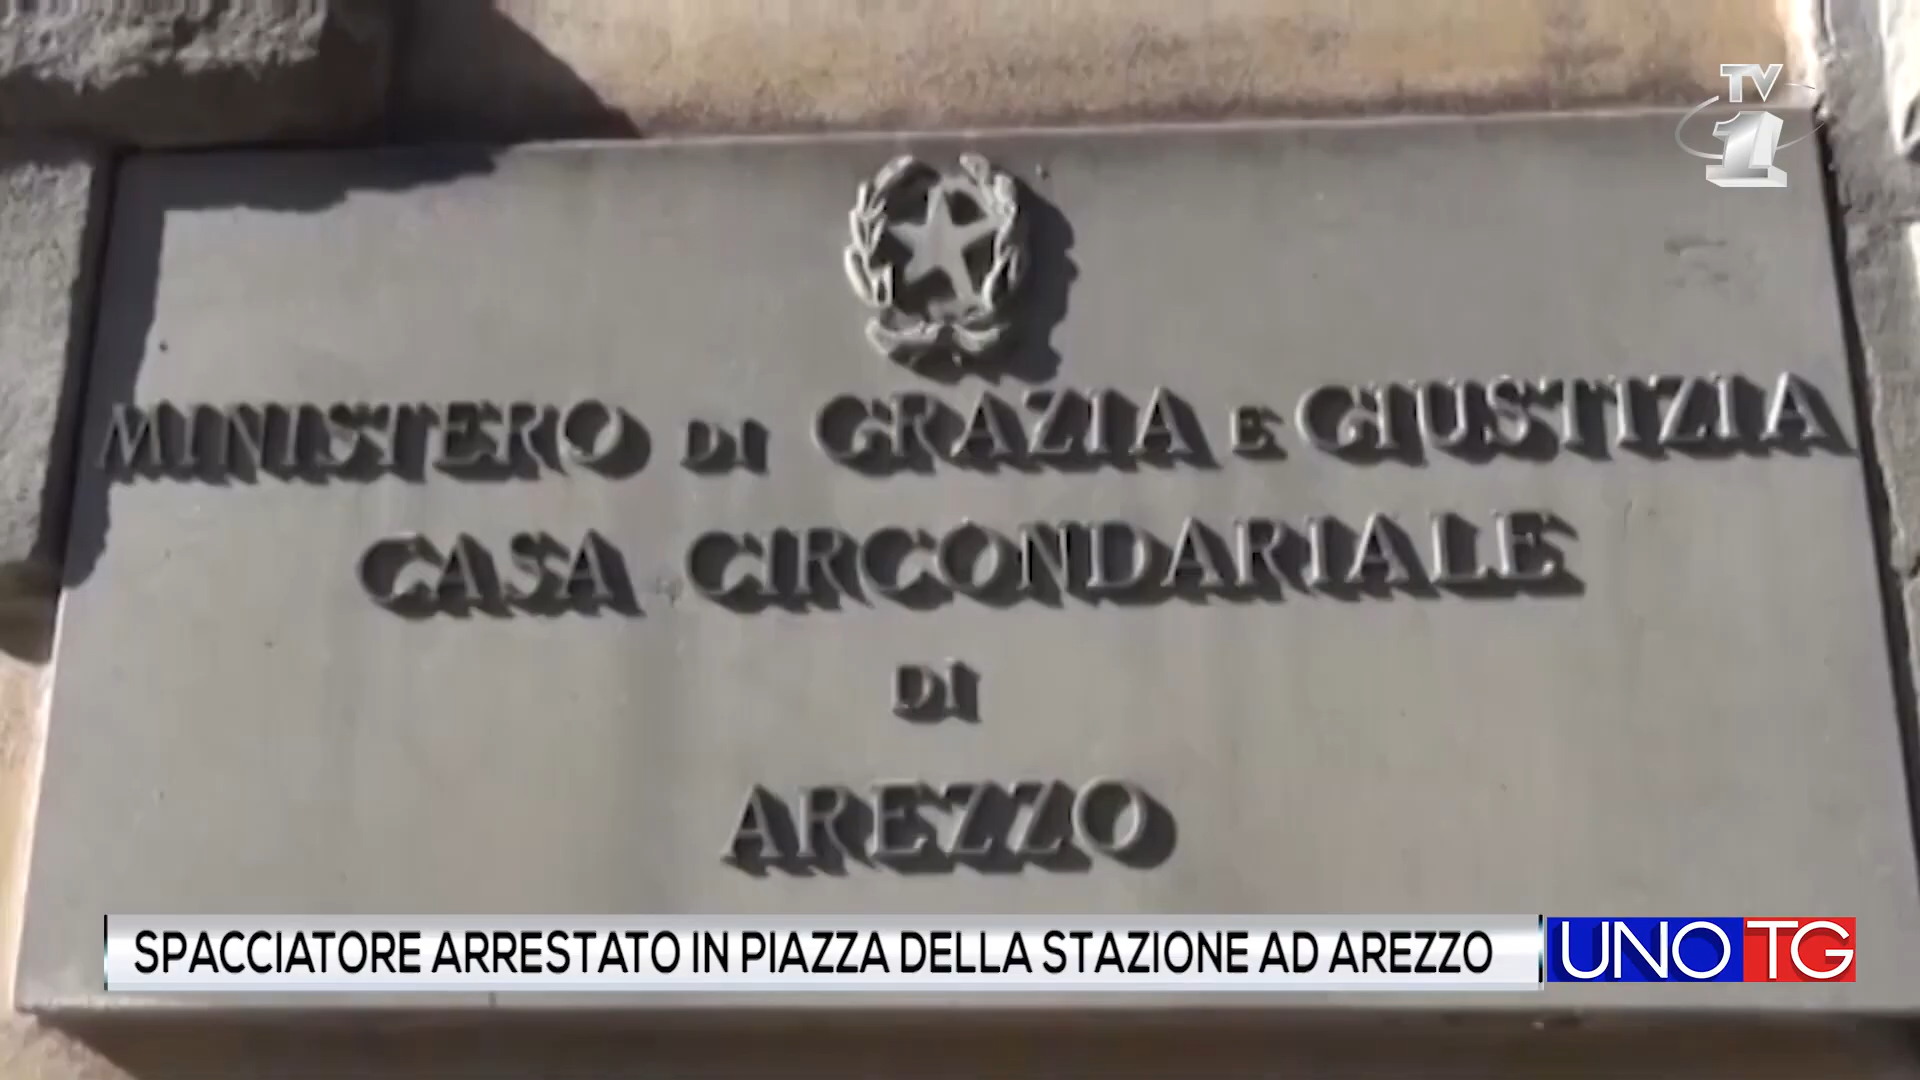 TV
1
MINISTERO DI GRAZIA E GIUSTIZIA
CASA CIRCONDARIALE
DI
AREZZO
SPACCIATORE ARRESTATO IN PIAZZA DELLA STAZIONE AD AREZZO
UNO TG